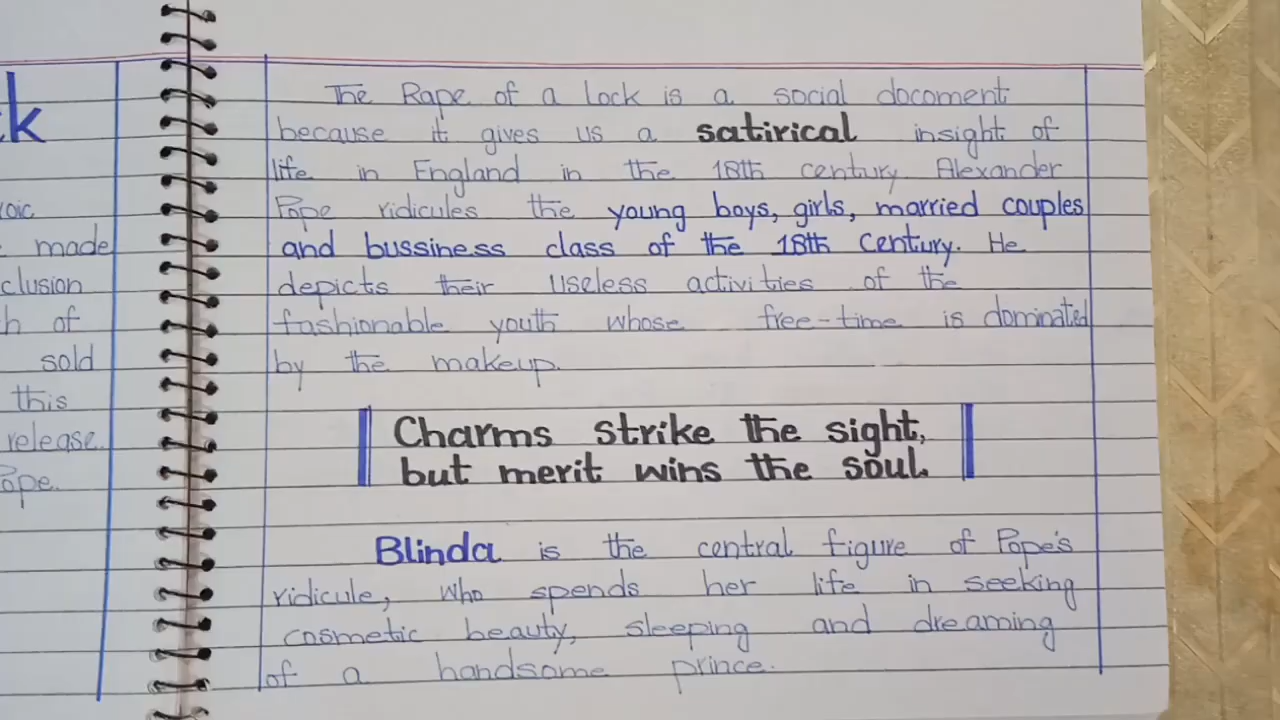 k
oic
made
clusion
h of
sold
this
release.
Pope.
The Rape of a lock is a social docoment
because it gives us a satirical insight of
life in England in the 18th century Alexander
Pope ridicules the young boys, girls, married couples
and bussiness class of the 18th century. He
depicts their useless activities of the
fashionable youth whose free-time is dominated
by the makeup.
Charms strike the sight,
but merit wins the soul.
Blinda is the central figure of Pope's
ridicule, who spends her life in seeking
cosmetic beauty, sleeping and dreaming
of a handsome prince.